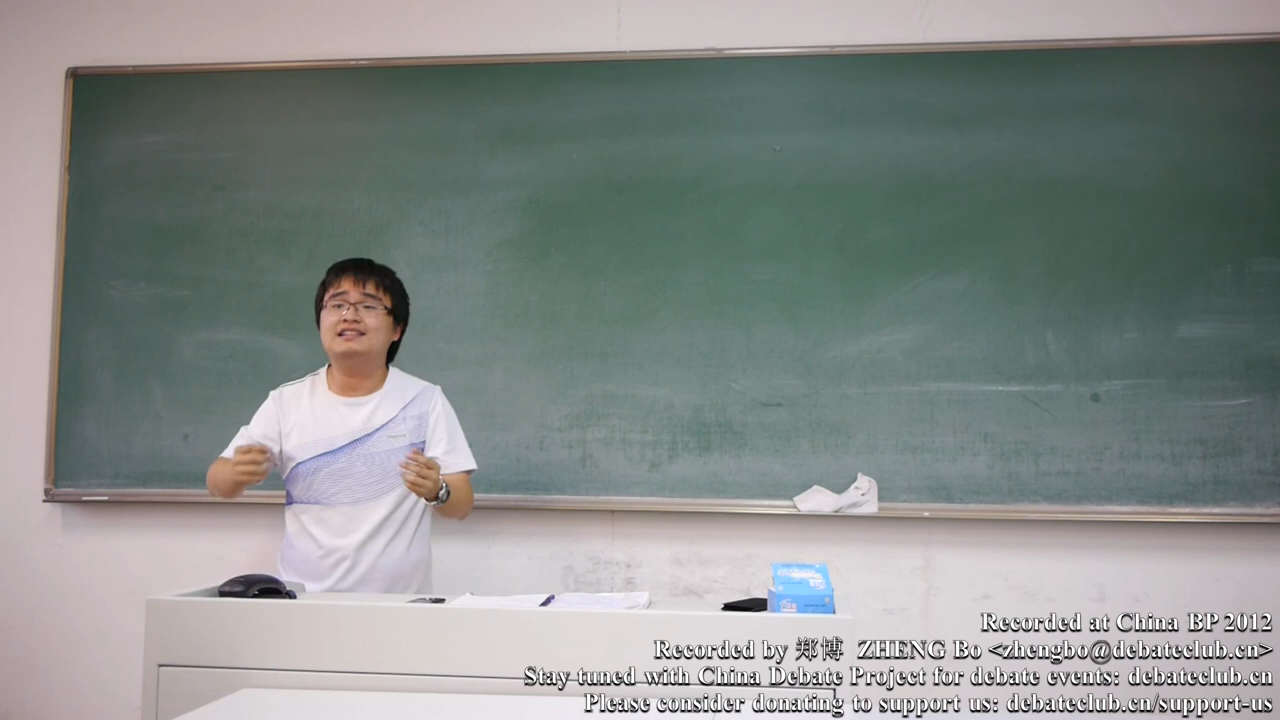 Recorded at China BP 2012
Recorded by 郑博 ZHENG Bo <zhengbo@debateclub.cn>
Stay tuned with China Debate Project for debate events: debateclub.cn
Please consider donating to support us: debateclub.cn/support-us